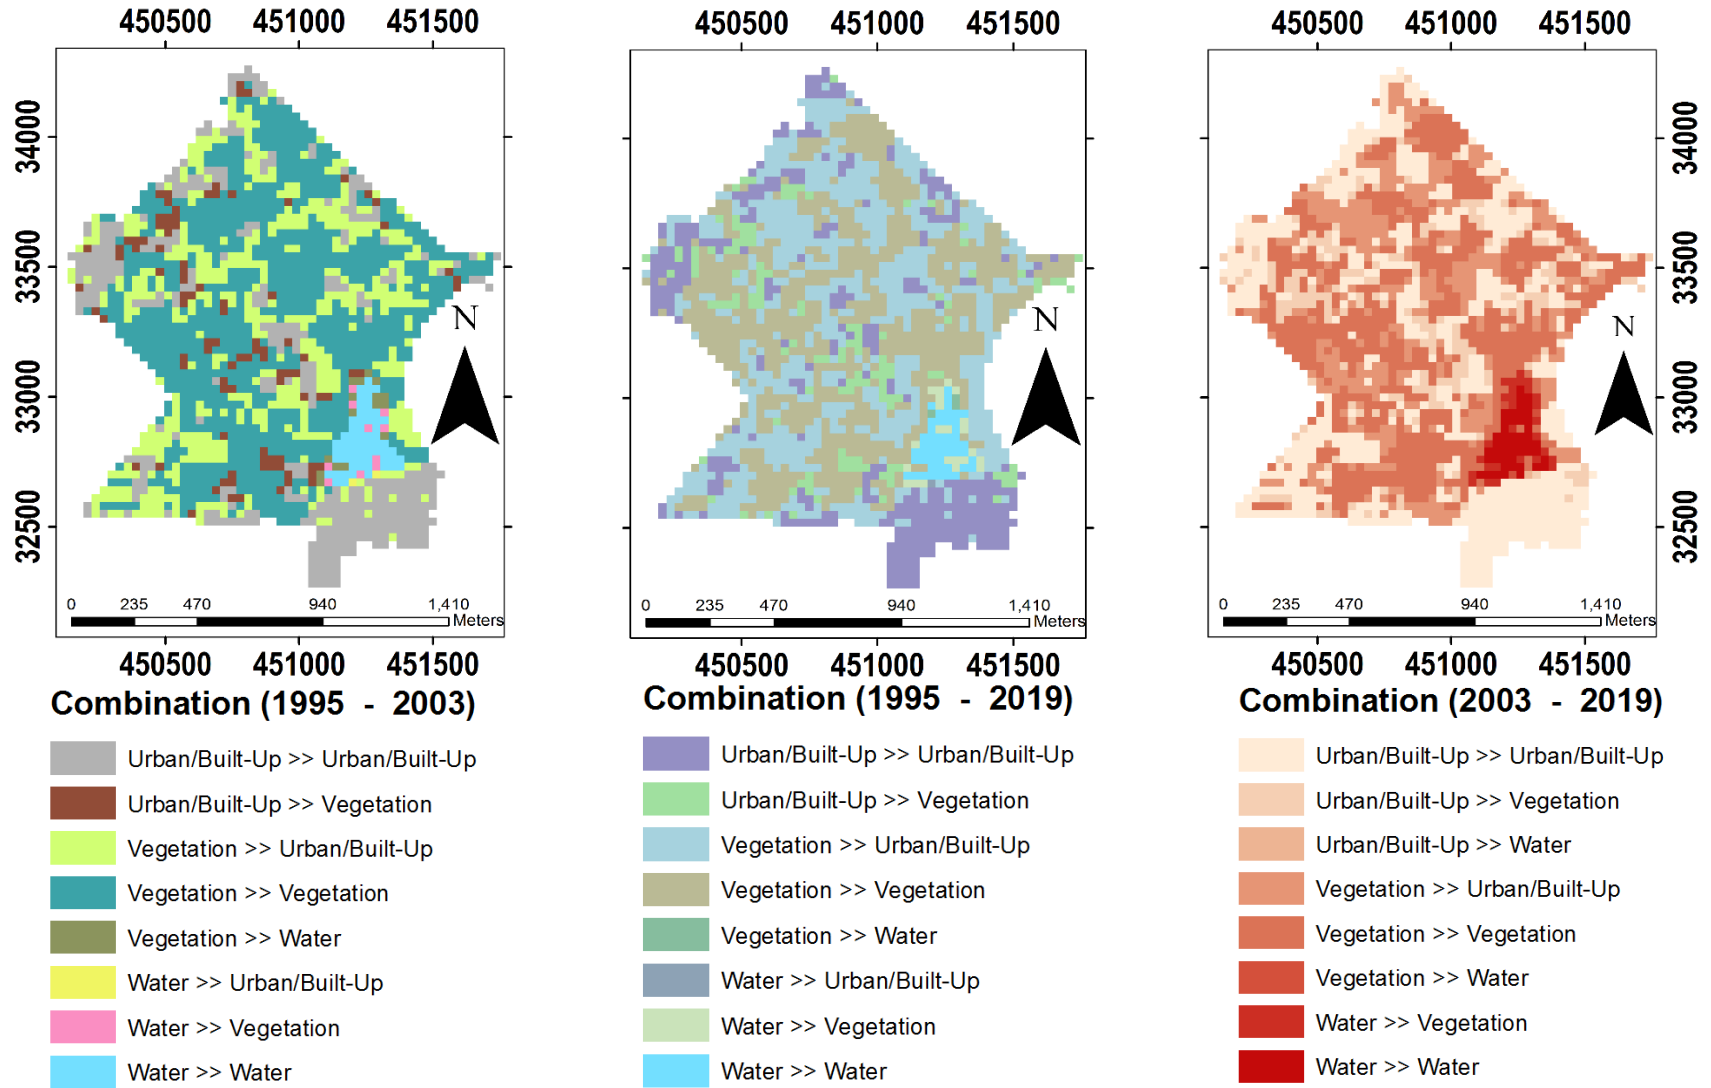 450500 451000 451500
450500 451000 451500
450500 451000 451500
34000
33500
33000
32500
34000
33500
33000
32500
N
N
N
0 235 470 940 1,410
Meters
0 235 470 940 1,410
Meters
0 235 470 940 1,410
Meters
450500 451000 451500
450500 451000 451500
450500 451000 451500
Combination (1995 - 2003)
Urban/Built-Up >> Urban/Built-Up
Urban/Built-Up >> Vegetation
Vegetation >> Urban/Built-Up
Vegetation >> Vegetation
Vegetation >> Water
Water >> Urban/Built-Up
Water >> Vegetation
Water >> Water
Combination (1995 - 2019)
Urban/Built-Up >> Urban/Built-Up
Urban/Built-Up >> Vegetation
Vegetation >> Urban/Built-Up
Vegetation >> Vegetation
Vegetation >> Water
Water >> Urban/Built-Up
Water >> Vegetation
Water >> Water
Combination (2003 - 2019)
Urban/Built-Up >> Urban/Built-Up
Urban/Built-Up >> Vegetation
Urban/Built-Up >> Water
Vegetation >> Urban/Built-Up
Vegetation >> Vegetation
Vegetation >> Water
Water >> Vegetation
Water >> Water